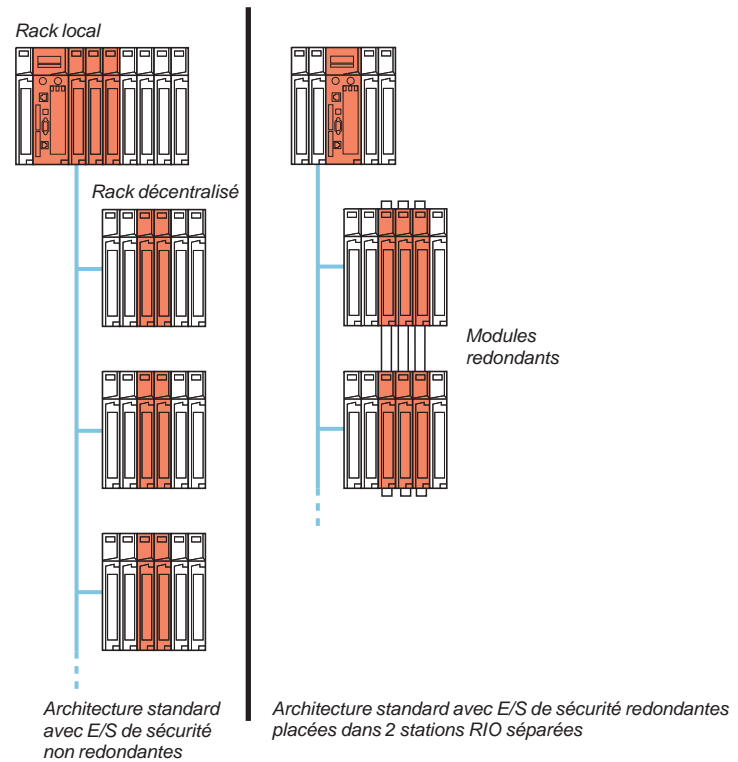 Rack local
Rack décentralisé
Modules
redondants
Architecture standard
avec E/S de sécurité
non redondantes
Architecture standard avec E/S de sécurité redondantes
placées dans 2 stations RIO séparées